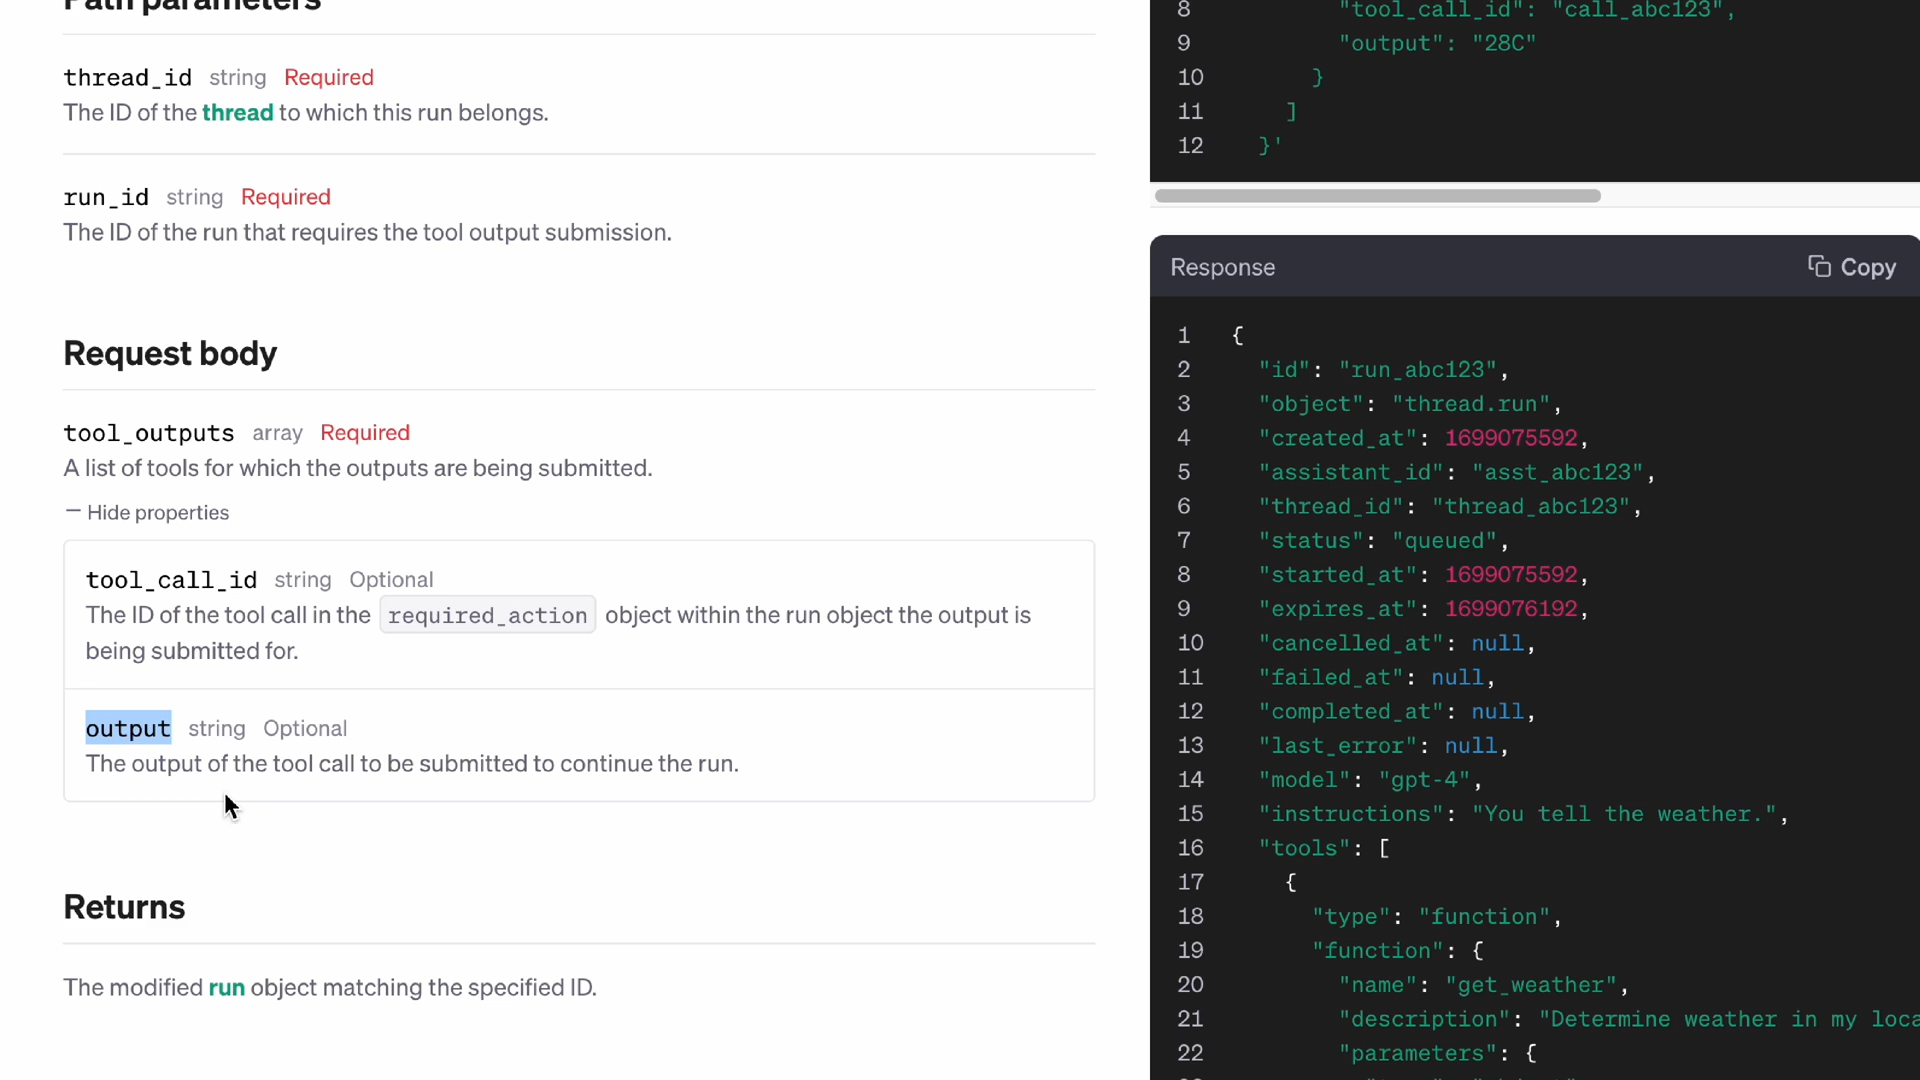 Path parameters
thread_id string Required
The ID of the thread to which this run belongs.
run_id string Required
The ID of the run that requires the tool output submission.
Request body
tool_outputs array Required
A list of tools for which the outputs are being submitted.
— Hide properties
tool_call_id string Optional
The ID of the tool call in the required_action object within the run object the output is
being submitted for.
output string Optional
The output of the tool call to be submitted to continue the run.
Returns
The modified run object matching the specified ID.
8 "tool_call_id": "call_abc123",
9 "output": "28C"
10 }
11 ]
12 }'
Response Copy
1 {
2 "id": "run_abc123",
3 "object": "thread.run",
4 "created_at": 1699075592,
5 "assistant_id": "asst_abc123",
6 "thread_id": "thread_abc123",
7 "status": "queued",
8 "started_at": 1699075592,
9 "expires_at": 1699076192,
10 "cancelled_at": null,
11 "failed_at": null,
12 "completed_at": null,
13 "last_error": null,
14 "model": "gpt-4",
15 "instructions": "You tell the weather.",
16 "tools": [
17 {
18 "type": "function",
19 "function": {
20 "name": "get_weather",
21 "description": "Determine weather in my loca
22 "parameters": {